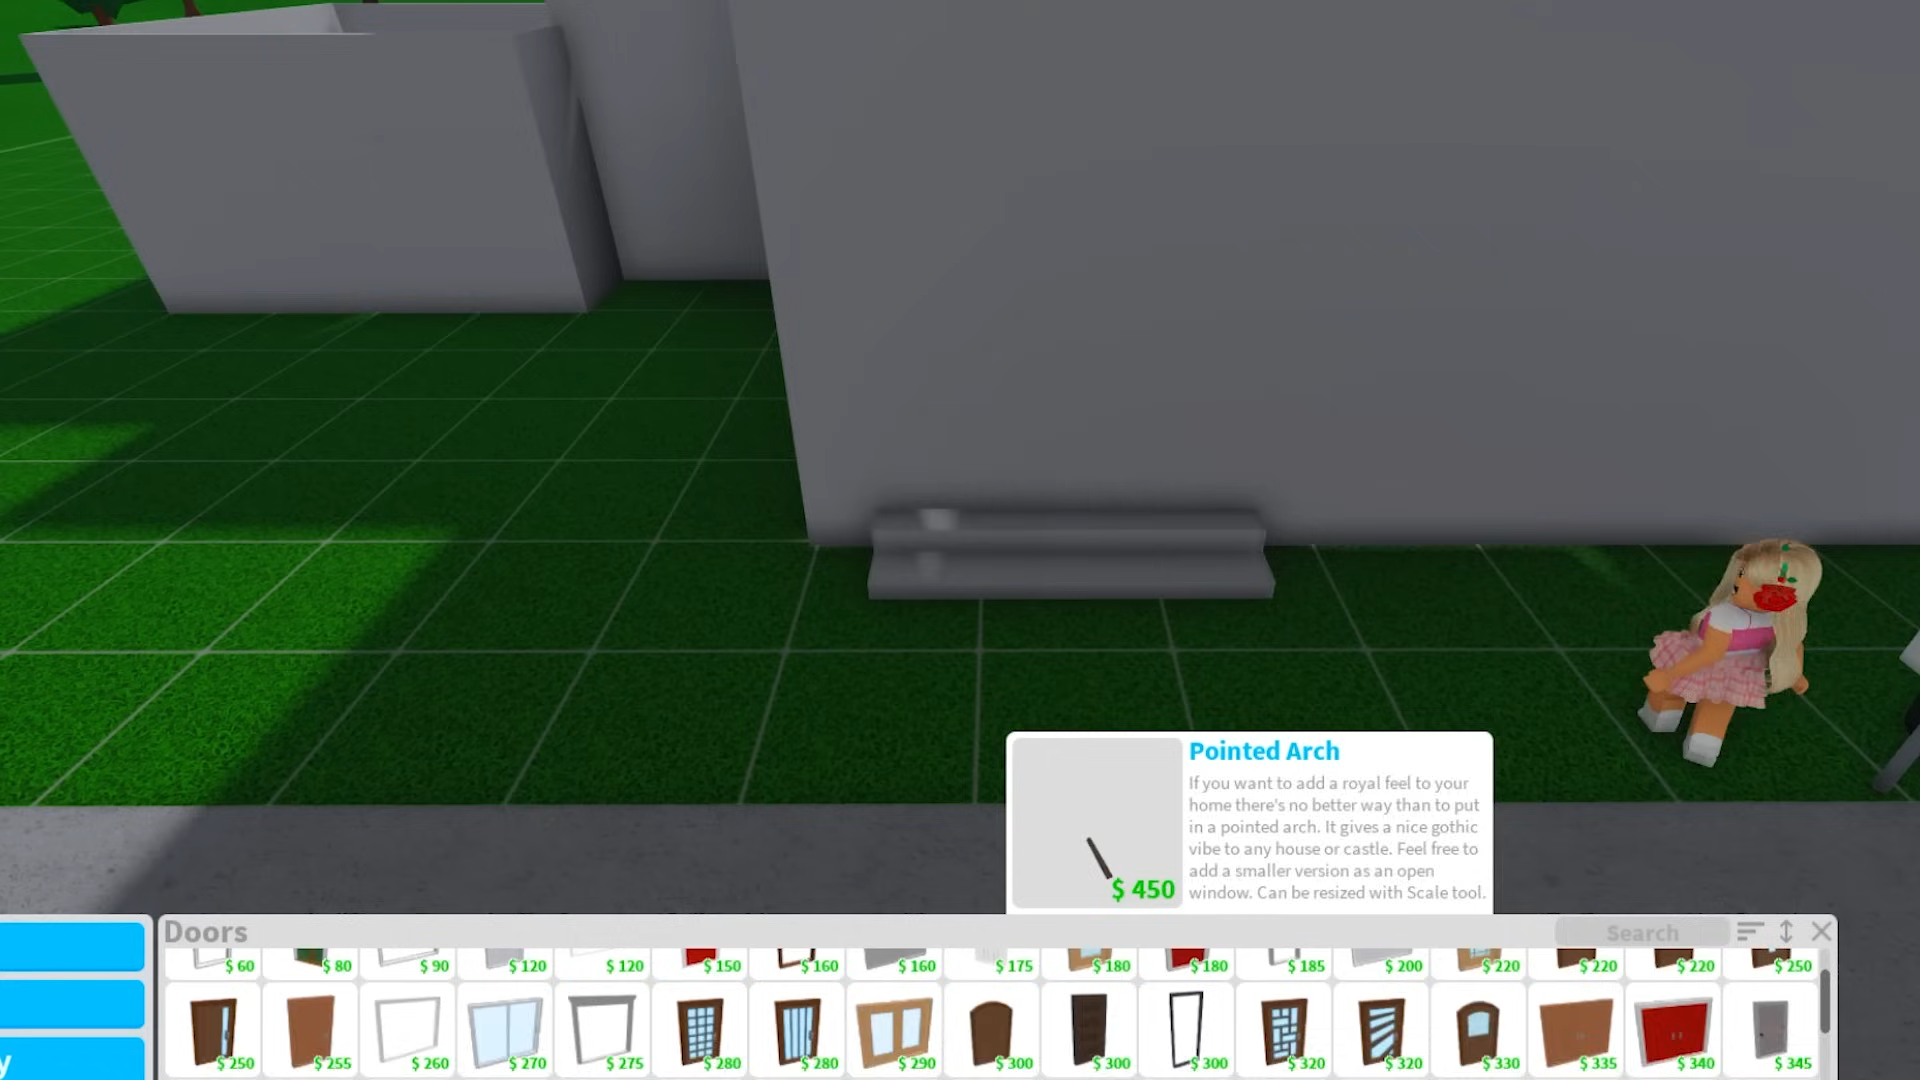 Pointed Arch
If you want to add a royal feel to your
home there's no better way than to put
in a pointed arch. It gives a nice gothic
vibe to any house or castle. Feel free to
add a smaller version as an open
window. Can be resized with Scale tool.
$ 450
Doors
Search
$ 60 $ 80 $ 90 $ 120 $ 120 $ 150 $ 160 $ 160 $ 175 $ 180 $ 180 $ 185 $ 200 $ 220 $ 220 $ 220 $ 250
$ 250 $ 255 $ 260 $ 270 $ 275 $ 280 $ 280 $ 290 $ 300 $ 300 $ 300 $ 320 $ 320 $ 330 $ 335 $ 340 $ 345
y